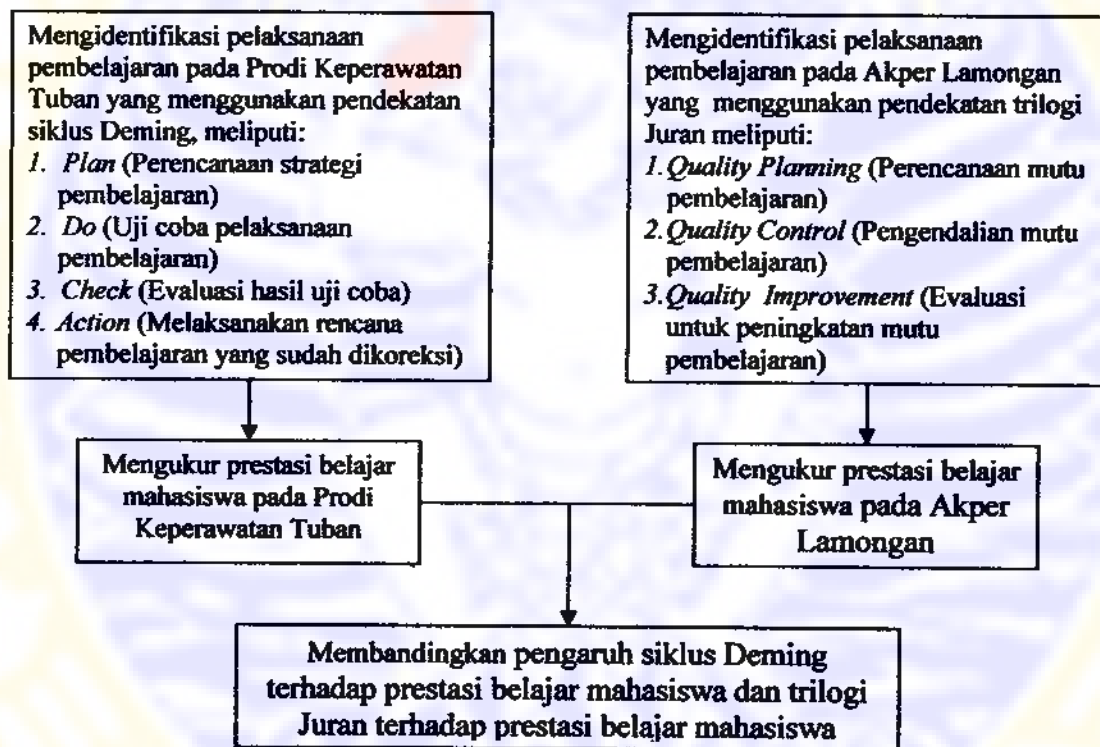 Mengidentifikasi pelaksanaan
pembelajaran pada Prodi Keperawatan
Tuban yang menggunakan pendekatan
siklus Deming, meliputi:
1. Plan (Perencanaan strategi
pembelajaran)
2. Do (Uji coba pelaksanaan
pembelajaran)
3. Check (Evaluasi hasil uji coba)
4. Action (Melaksanakan rencana
pembelajaran yang sudah dikoreksi)
Mengidentifikasi pelaksanaan
pembelajaran pada Akper Lamongan
yang menggunakan pendekatan trilogi
Juran meliputi:
1. Quality Planning (Perencanaan mutu
pembelajaran)
2. Quality Control (Pengendalian mutu
pembelajaran)
3. Quality Improvement (Evaluasi
untuk peningkatan mutu
pembelajaran)
Mengukur prestasi belajar
mahasiswa pada Prodi
Keperawatan Tuban
Mengukur prestasi belajar
mahasiswa pada Akper
Lamongan
Membandingkan pengaruh siklus Deming
terhadap prestasi belajar mahasiswa dan trilogi
Juran terhadap prestasi belajar mahasiswa